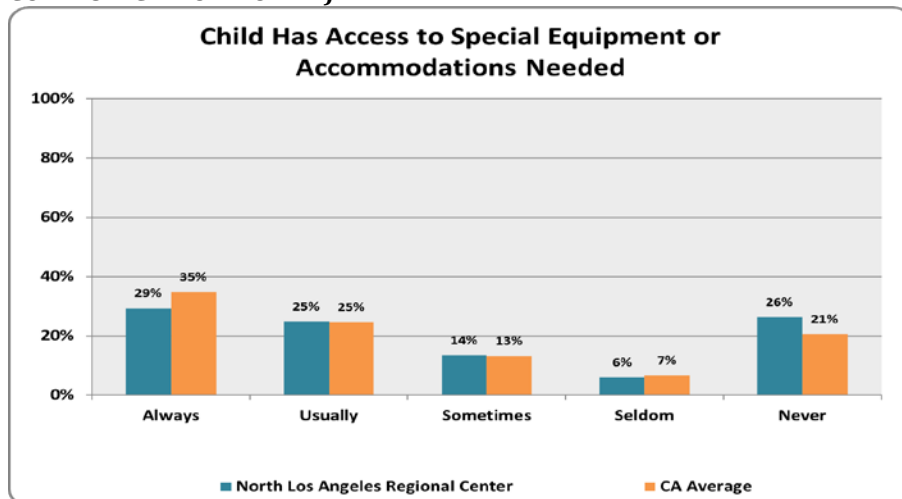 Child Has Access to Special Equipment or
Accommodations Needed
100%
80%
60%
40%
20%
0%
29%
35%
25%
25%
14%
13%
6%
7%
26%
21%
Always
Usually
Sometimes
Seldom
Never
North Los Angeles Regional Center
CA Average